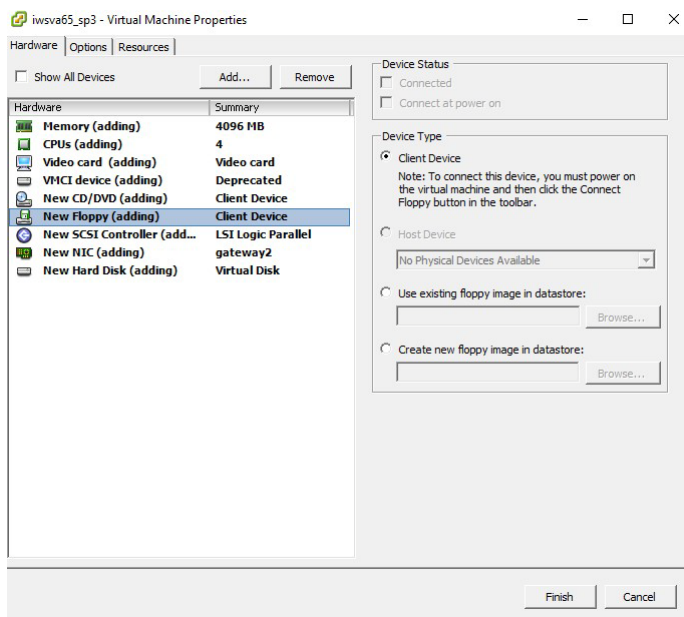 iwsva65_sp3 - Virtual Machine Properties
Hardware Options Resources
Show All Devices Add... Remove
Hardware Summary
Memory (adding) 4096 MB
CPUs (adding) 4
Video card (adding) Video card
VMCI device (adding) Deprecated
New CD/DVD (adding) Client Device
New Floppy (adding) Client Device
New SCSI Controller (add... LSI Logic Parallel
New NIC (adding) gateway2
New Hard Disk (adding) Virtual Disk
Device Status
Connected
Connect at power on
Device Type
Client Device
Note: To connect this device, you must power on
the virtual machine and then click the Connect
Floppy button in the toolbar.
Host Device
No Physical Devices Available
Use existing floppy image in datastore:
Browse...
Create new floppy image in datastore:
Browse...
Finish Cancel